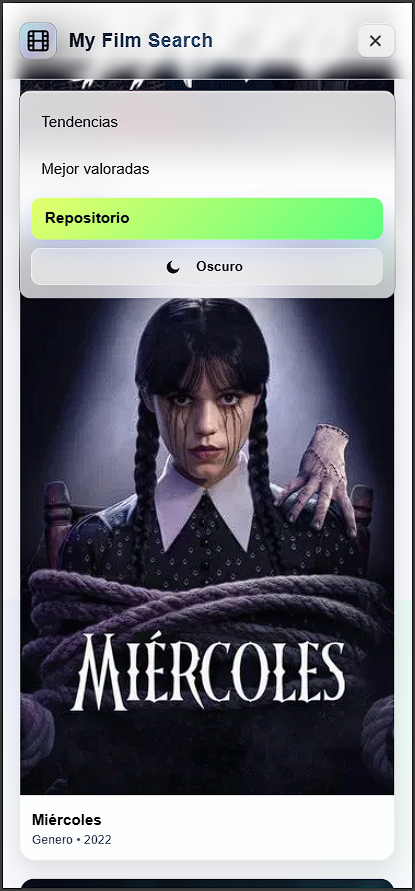 My Film Search
Tendencias
Mejor valoradas
Repositorio
Oscuro
MIÉRCOLES
Miércoles
Genero • 2022